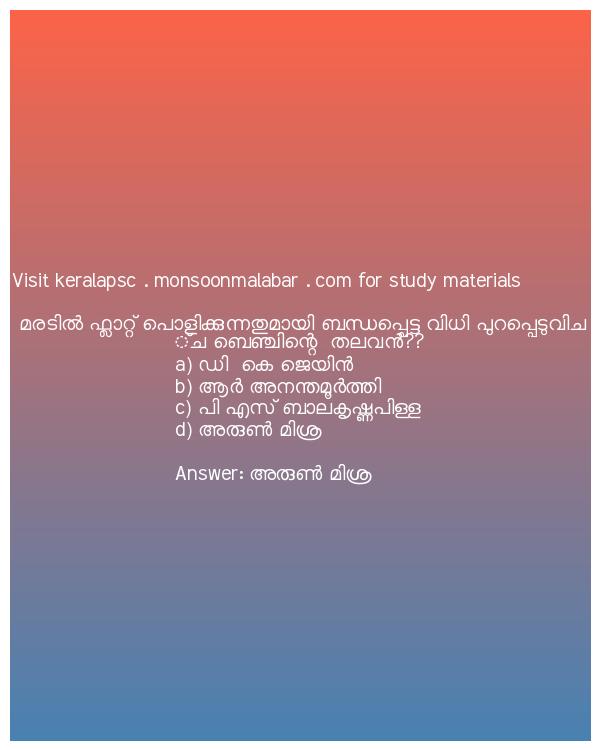 Visit keralapsc . monsoonmalabar . com for study materials
മരടിൽ ഫ്ലാറ്റ് പൊളിക്കുന്നതുമായി ബന്ധപ്പെട്ട വിധി പുറപ്പെടുവിച
്ച ബെഞ്ചിന്റെ  തലവൻ??
a) ഡി  കെ ജെയിൻ
b) ആർ അനന്തമൂർത്തി
c) പി എസ് ബാലകൃഷ്ണപിള്ള
d) അരുൺ മിശ്ര
Answer: അരുൺ മിശ്ര